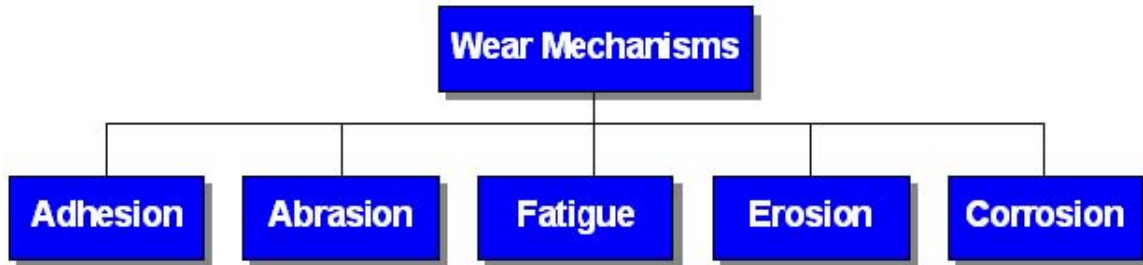 Wear Mechanisms
Adhesion
Abrasion
Fatigue
Erosion
Corrosion